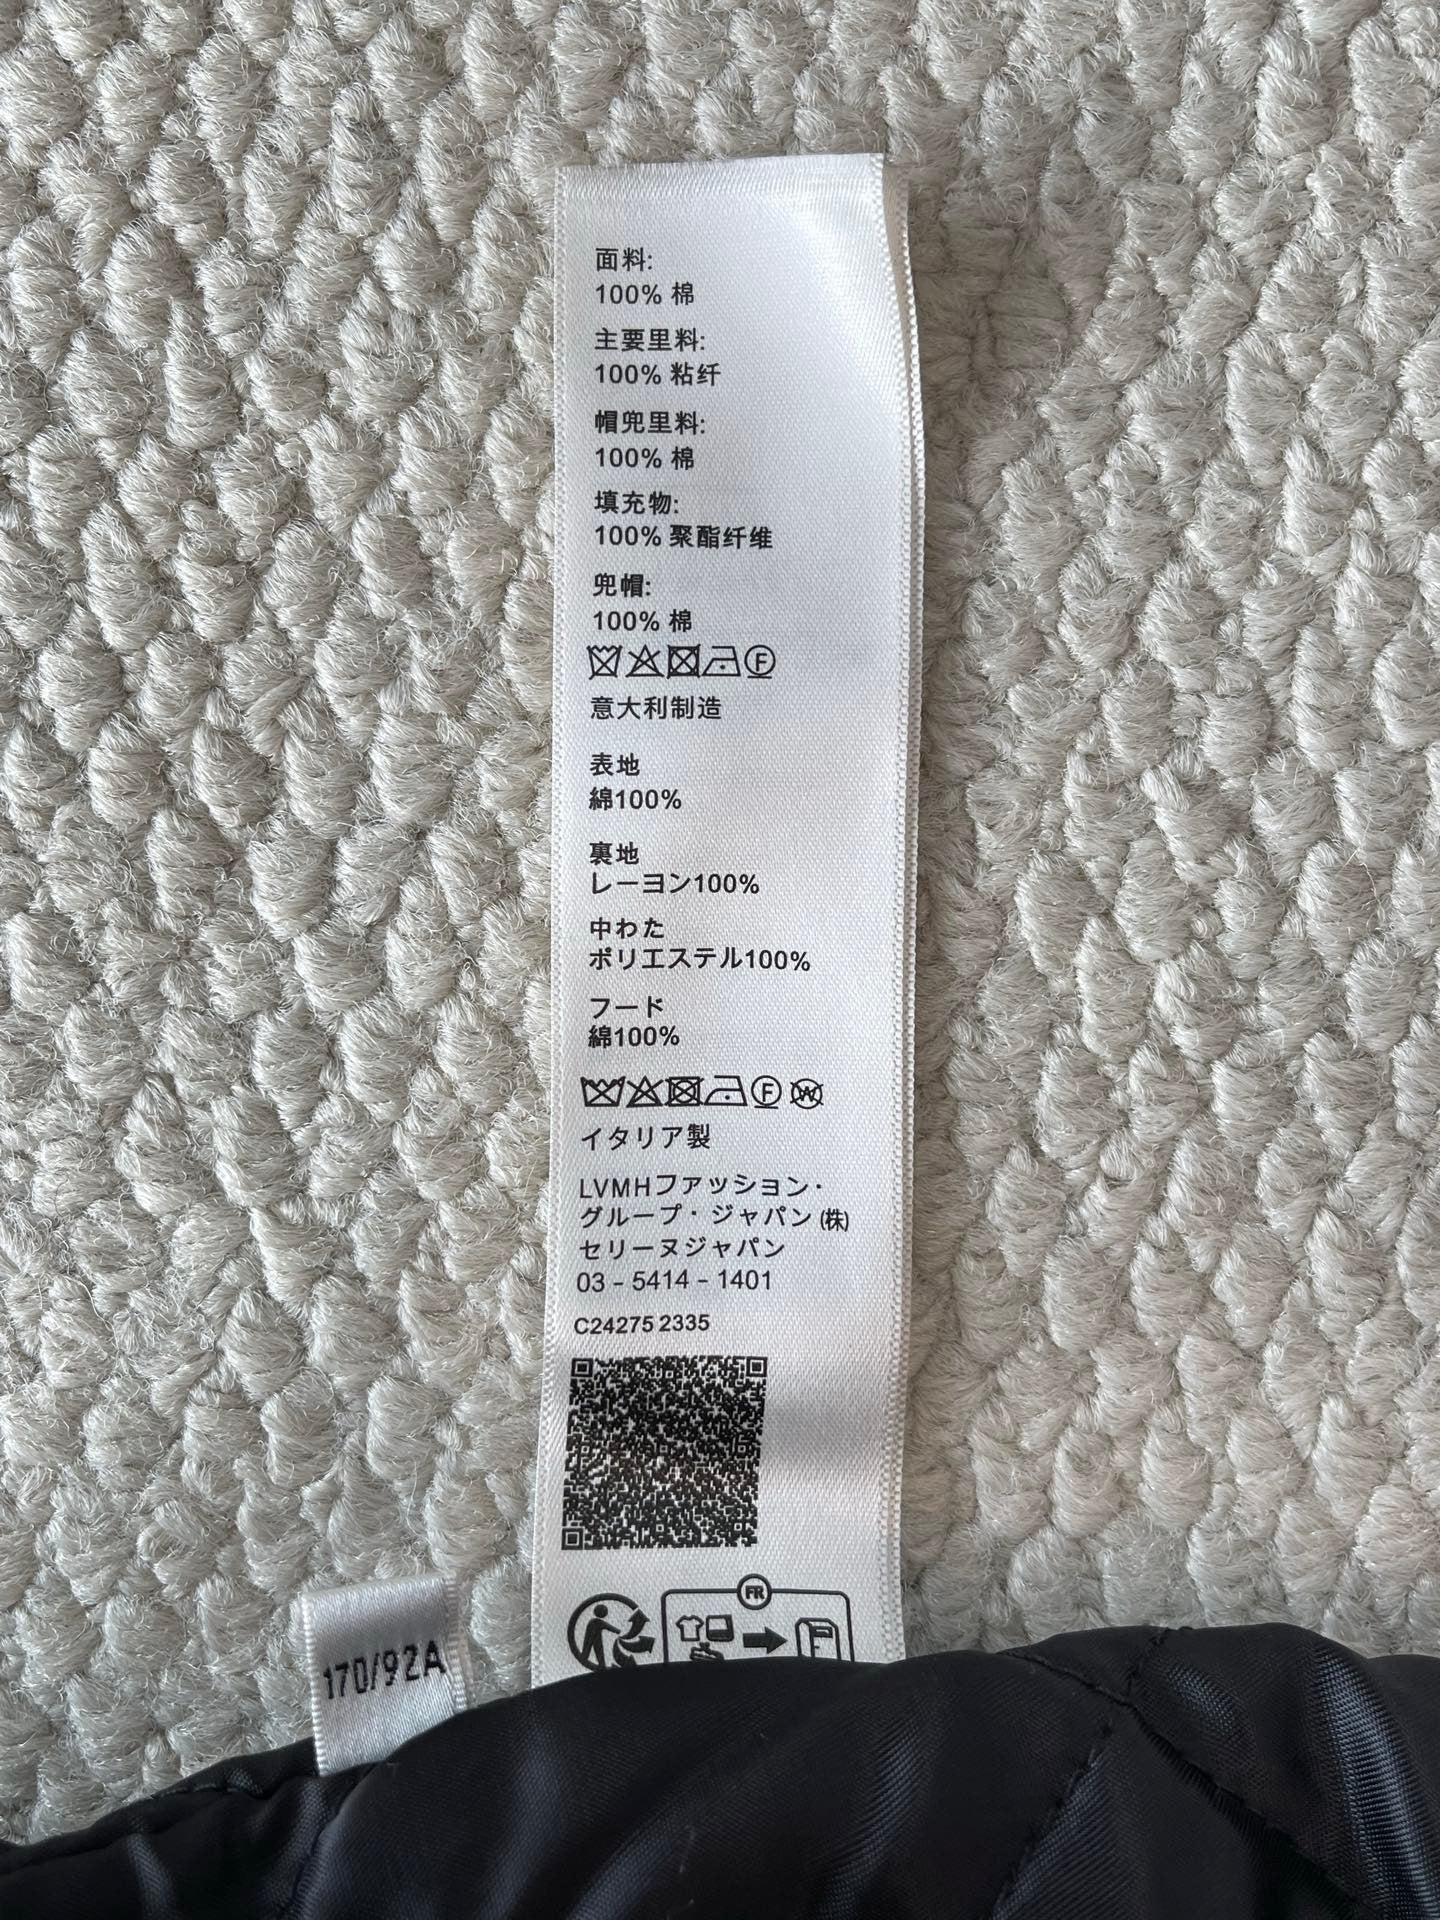 面料:
100% 棉
主要里料:
100% 粘纤
帽兜里料:
100% 棉
填充物:
100% 聚酯纤维
兜帽:
100% 棉
F
意大利制造
表地
綿100%
裏地
レーヨン100%
中わた
ポリエステル100%
フード
綿100%
F W
イタリア製
LVMHファッション・
グループ・ジャパン (株)
セリーヌジャパン
03 - 5414 - 1401
C24275 2335
FR
170/92A